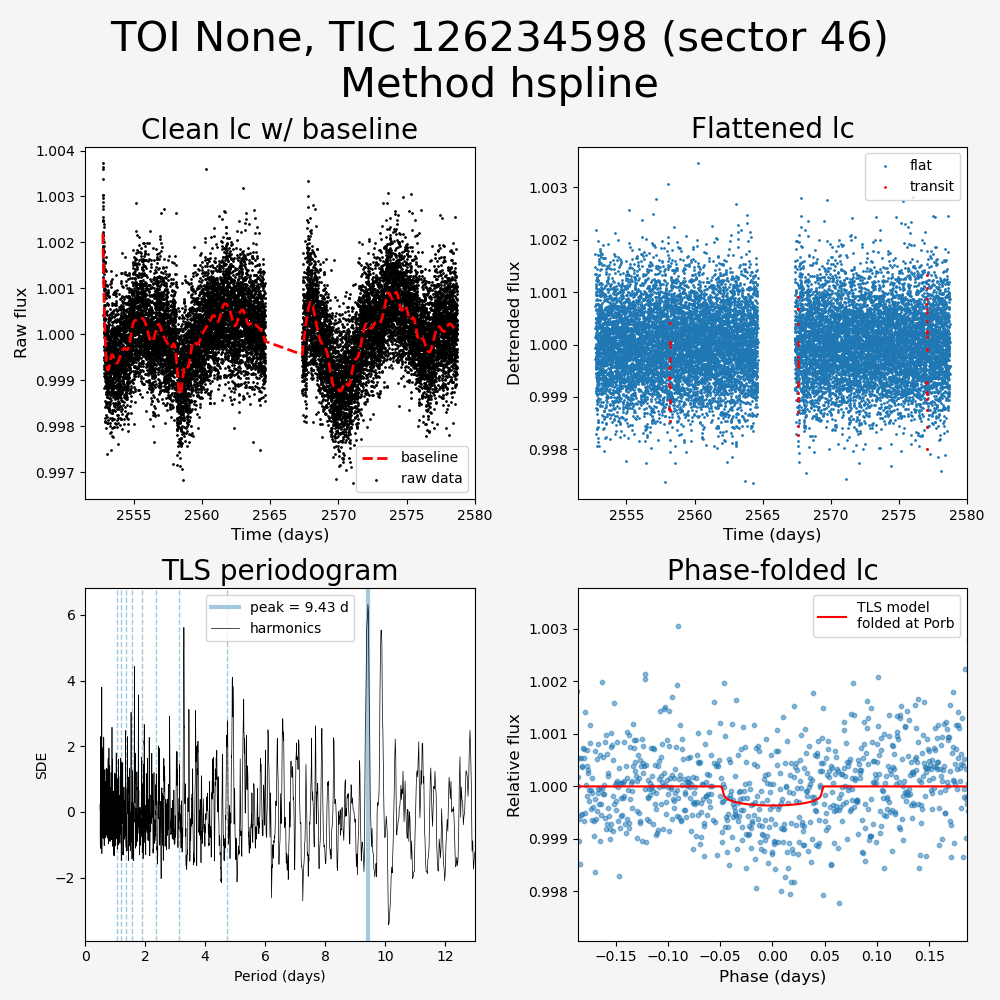 TOI None, TIC 126234598 (sector 46)
Method hspline
Clean lc w/ baseline
1.004
1.003
1.002
1.001
1.000
0.999
0.998
0.997
Raw flux
baseline
raw data
2555
2560
2565
2570
2575
2580
Time (days)
Flattened lc
1.003
1.002
1.001
1.000
0.999
0.998
Detrended flux
flat
transit
2555
2560
2565
2570
2575
2580
Time (days)
TLS periodogram
6
4
2
0
−2
SDE
peak = 9.43 d
harmonics
0
2
4
6
8
10
12
Period (days)
Phase-folded lc
1.003
1.002
1.001
1.000
0.999
0.998
Relative flux
TLS model
folded at Porb
−0.15
−0.10
−0.05
0.00
0.05
0.10
0.15
Phase (days)